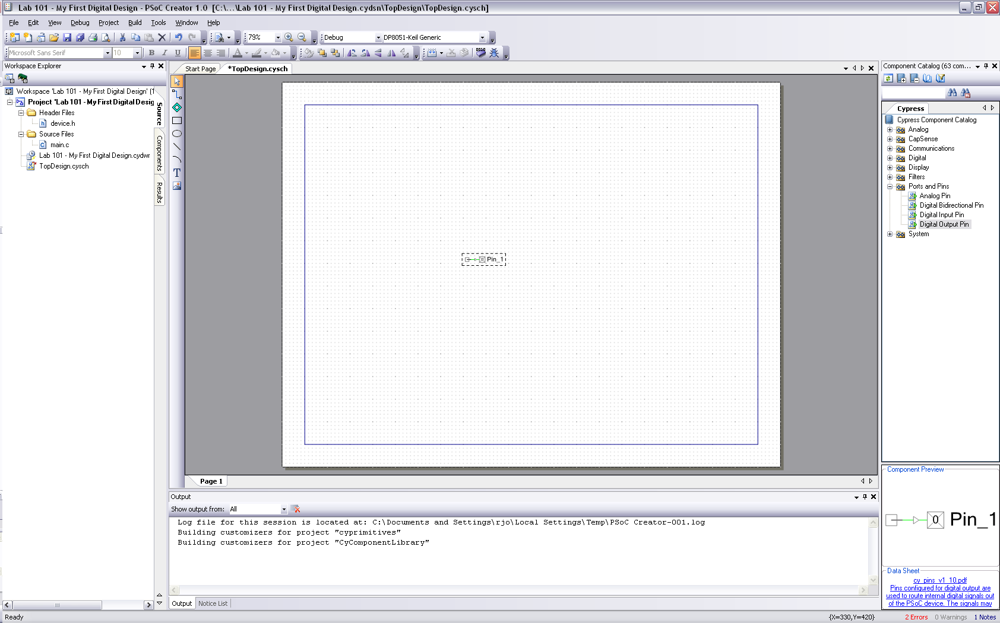 Lab 101 - My First Digital Design - PSoC Creator 1.0 [C:\...\Lab 101 - My First Digital Design.cydsn\TopDesign\TopDesign.cysch]
File Edit View Debug Project Build Tools Window Help
79% Debug DP8051-Keil Generic
Microsoft Sans Serif 10 B I U A
Workspace Explorer
Workspace 'Lab 101 - My First Digital Design' (1
Project 'Lab 101 - My First Digital Desig
Header Files
device.h
Source Files
main.c
Lab 101 - My First Digital Design.cydwr
TopDesign.cysch
Source
Components
Results
Start Page *TopDesign.cysch
T
Pin_1
Page 1
Output
Show output from: All
Log file for this session is located at: C:\Documents and Settings\rjo\Local Settings\Temp\PSoC Creator-001.log
Building customizers for project "cyprimitives"
Building customizers for project "CyComponentLibrary"
Output Notice List
Component Catalog (63 com...
Cypress
Cypress Component Catalog
Analog
CapSense
Communications
Digital
Display
Filters
Ports and Pins
Analog Pin
Digital Bidirectional Pin
Digital Input Pin
Digital Output Pin
System
Component Preview
0 Pin_1
Data Sheet
cy_pins_v1_10.pdf
Pins configured for digital output are
used to route internal digital signals out
of the PSoC device. The signals may
Ready {X=330,Y=420} 2 Errors 0 Warnings 1 Notes